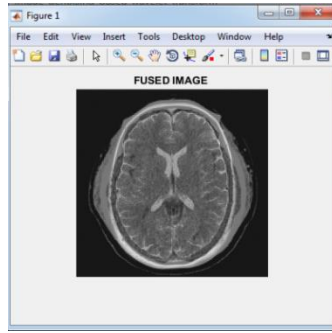 Figure 1
File Edit View Insert Tools Desktop Window Help
FUSED IMAGE